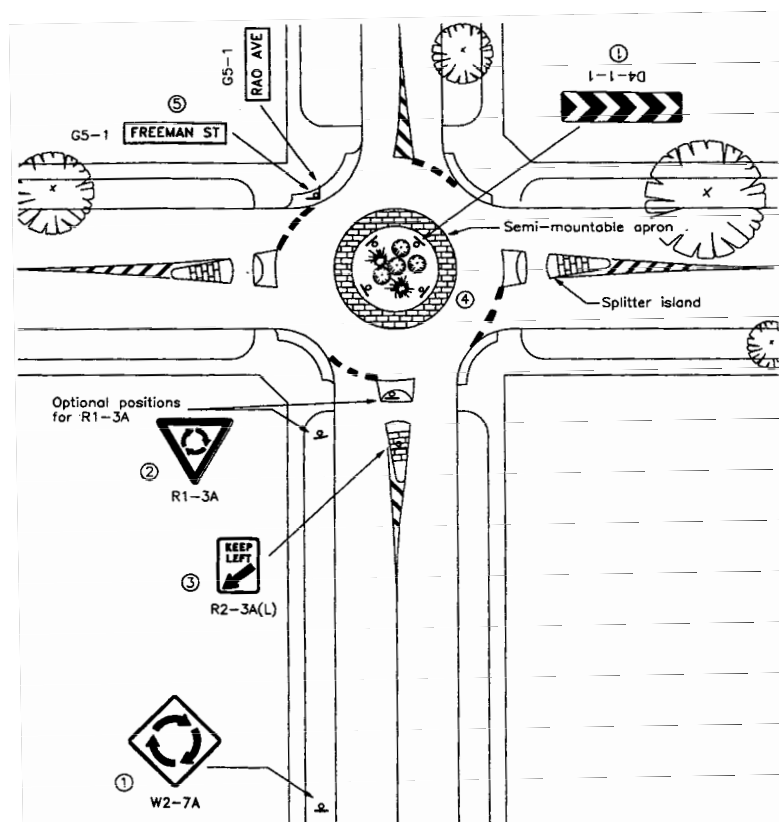 ①
D4-1-1
G5-1
RAO AVE
⑤
G5-1
FREEMAN ST
Semi-mountable apron
④
Splitter island
Optional positions
for R1-3A
②
R1-3A
KEEP
LEFT
③
R2-3A(L)
①
W2-7A